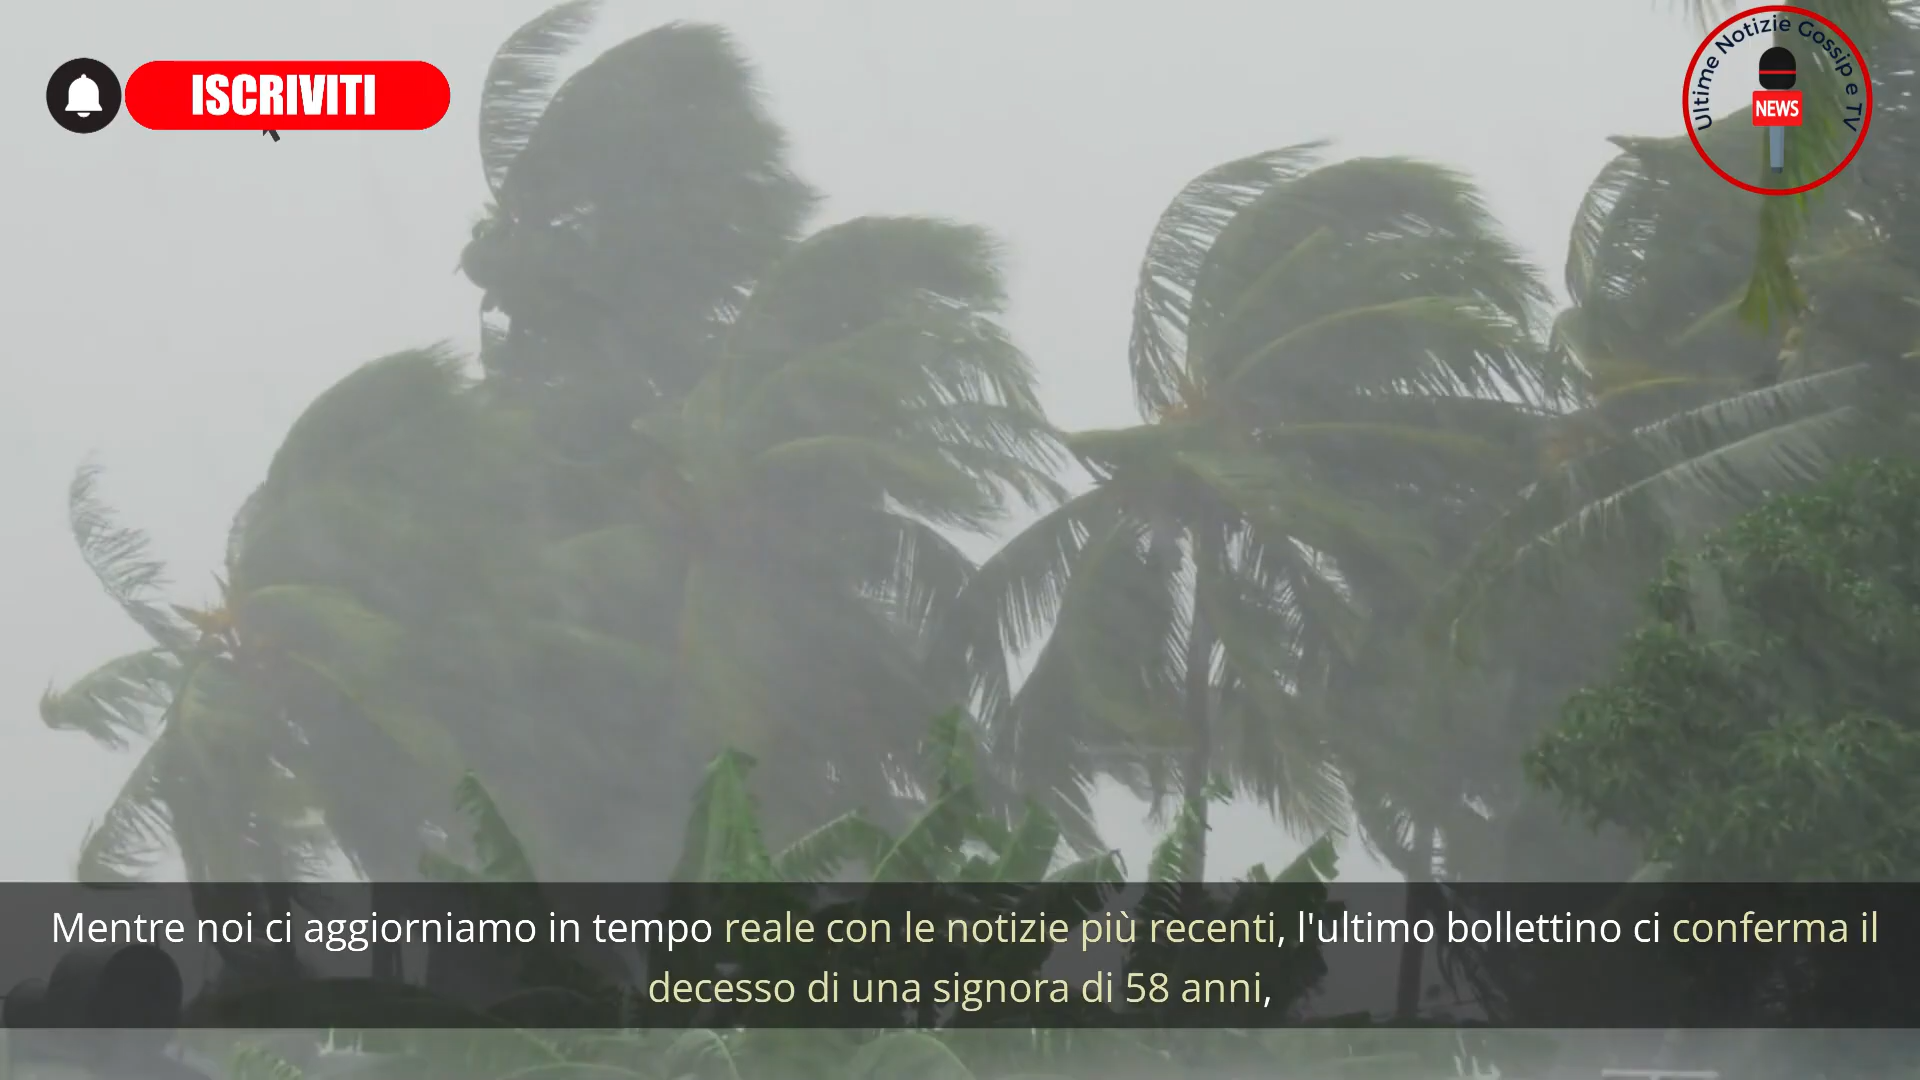 ISCRIVITI
Ultime Notizie Gossip e TV
NEWS
Mentre noi ci aggiorniamo in tempo reale con le notizie più recenti, l'ultimo bollettino ci conferma il
decesso di una signora di 58 anni,